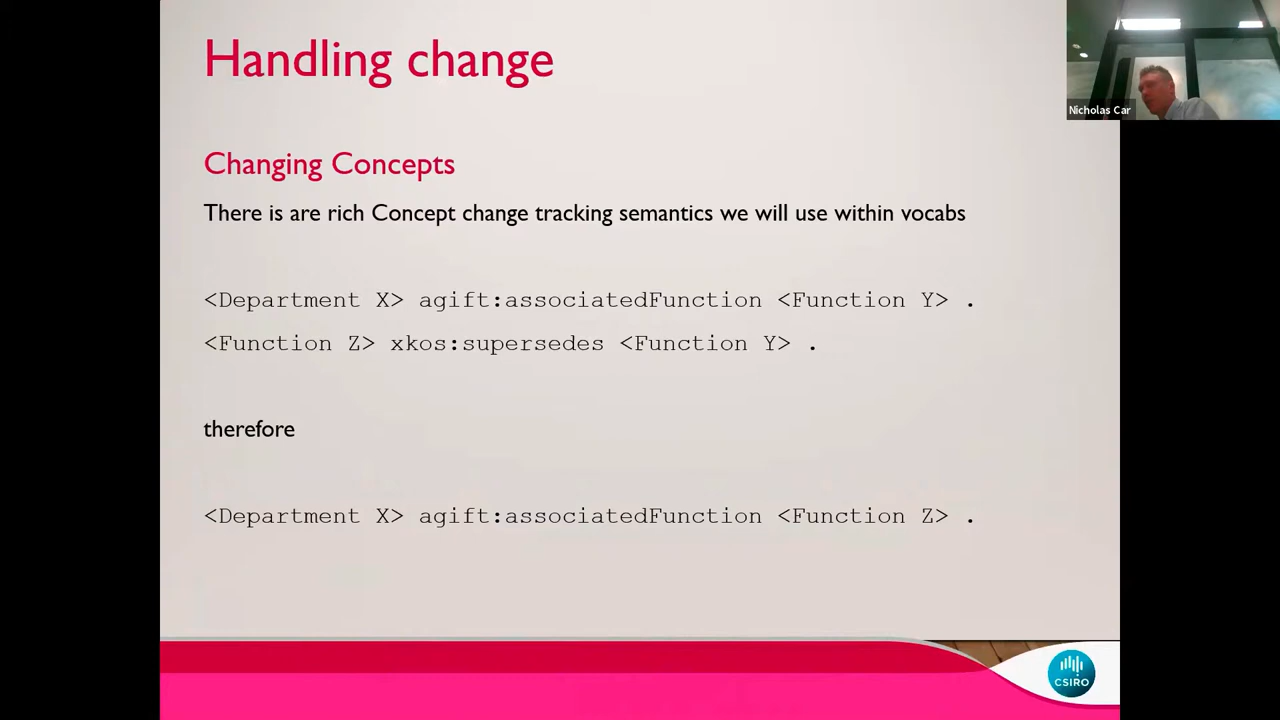 Handling change
Nicholas Car
Changing Concepts
There is are rich Concept change tracking semantics we will use within vocabs
<Department X> agift:associatedFunction <Function Y> .
<Function Z> xkos:supersedes <Function Y> .
therefore
<Department X> agift:associatedFunction <Function Z> .
CSIRO